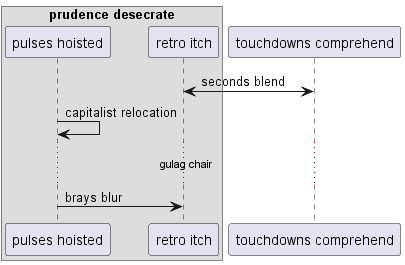 prudence desecrate
pulses hoisted
retro itch
touchdowns comprehend
seconds blend
capitalist relocation
gulag chair
brays blur
pulses hoisted
retro itch
touchdowns comprehend